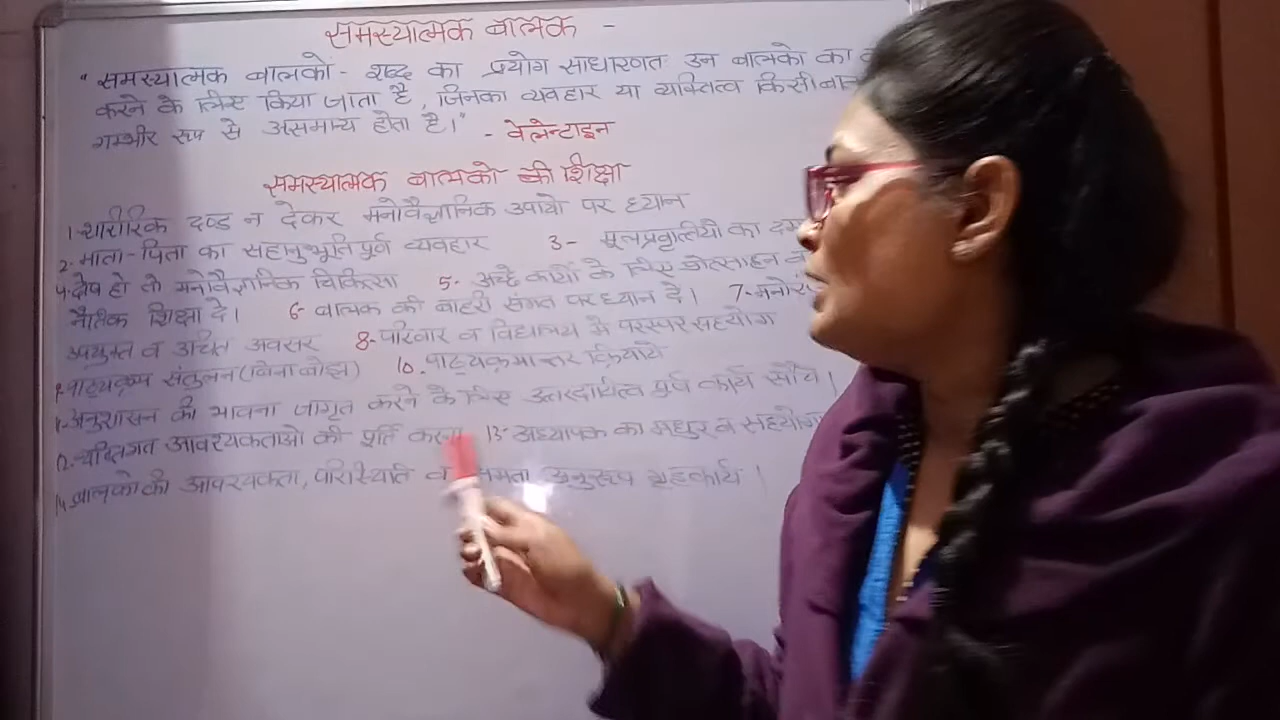 समस्यात्मक बालक -
"समस्यात्मक बालको - शब्द का प्रयोग साधारणतः उन बालको का
करने के लिए किया जाता है, जिनका व्यवहार या व्यक्तित्व किसी बात
गम्भीर रूप से असमान्य होता है।" - वेलेन्टाइन
समस्यात्मक बालको की शिक्षा
1- शारीरिक दण्ड न देकर मनोवैज्ञानिक उपायो पर ध्यान
2. माता-पिता का सहानुभूति पूर्व व्यवहार 3- मूलप्रवृत्तियो का
4. दोष हो तो मनोवैज्ञानिक चिकित्सा 5- अच्छे कार्यो के लिए प्रोत्साहन
नैतिक शिक्षा दे। 6- बालक की बाहरी संगत पर ध्यान दे। 7-
उपयुक्त व उचित अवसर 8- परिवार व विद्यालय मे परस्पर सहयोग
9. पाठ्यक्रम संतुलन (बिना बोझ) 10. पाठ्यक्रमान्तर क्रियाये
11- अनुशासन की भावना जागृत करने के लिए उत्तरदायित्व पूर्ण कार्य सौंपे।
12. व्यक्तिगत आवश्यकताओ की पूर्ति करना 13- अध्यापक का मधुर व सहयोग
14. बालको की आवश्यकता, परिस्थिति व क्षमता अनुरूप गृहकार्य।